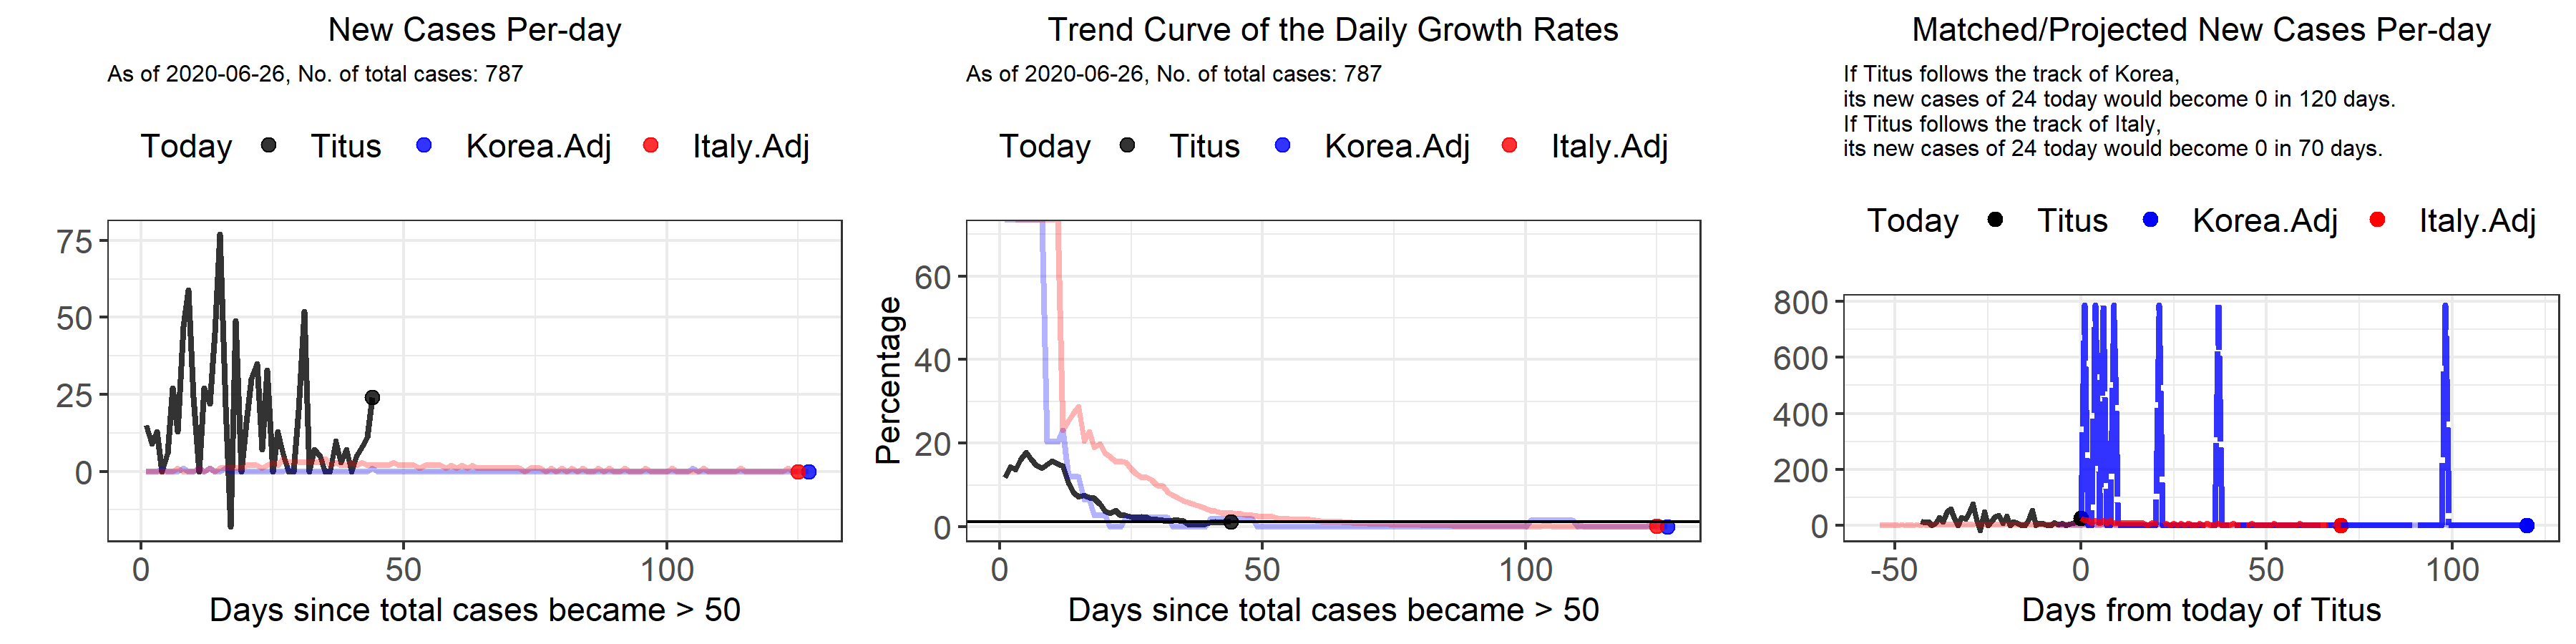 New Cases Per-day
As of 2020-06-26, No. of total cases: 787
Today Titus Korea.Adj Italy.Adj
75
50
25
0
0 50 100
Days since total cases became > 50
Trend Curve of the Daily Growth Rates
As of 2020-06-26, No. of total cases: 787
Today Titus Korea.Adj Italy.Adj
Percentage
60
40
20
0
0 50 100
Days since total cases became > 50
Matched/Projected New Cases Per-day
If Titus follows the track of Korea,
its new cases of 24 today would become 0 in 120 days.
If Titus follows the track of Italy,
its new cases of 24 today would become 0 in 70 days.
Today Titus Korea.Adj Italy.Adj
800
600
400
200
0
-50 0 50 100
Days from today of Titus